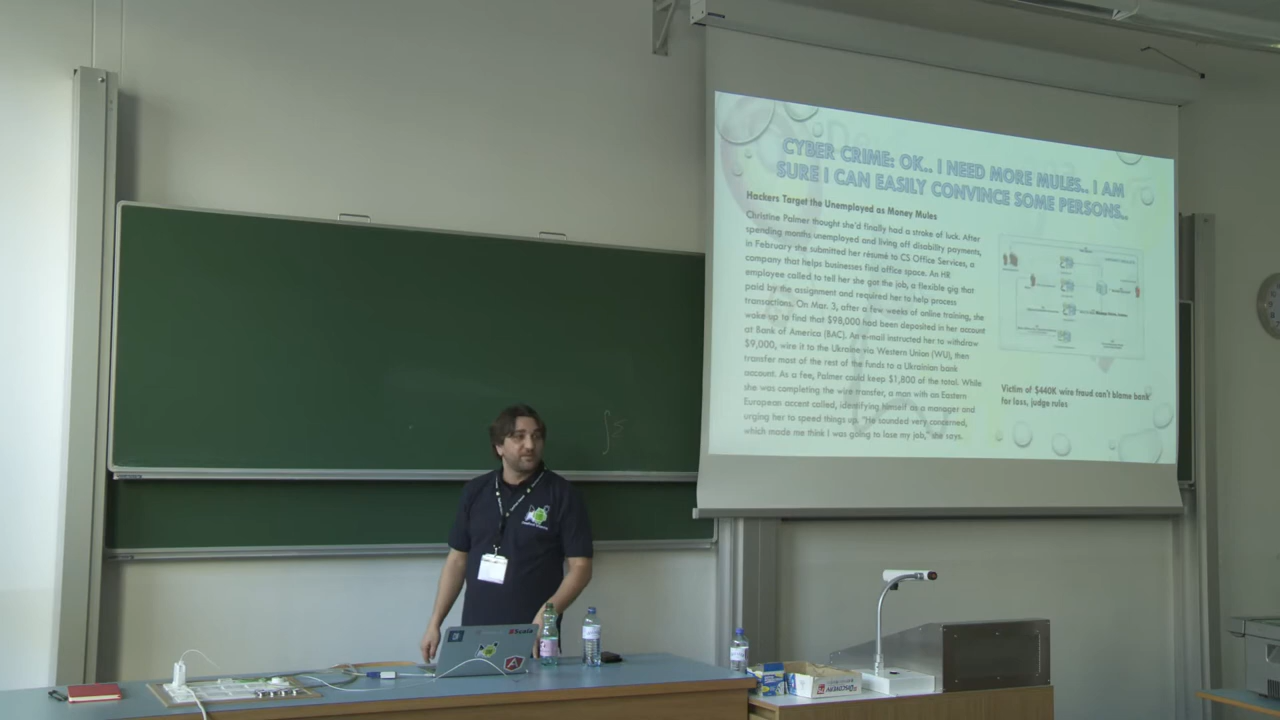 CYBER CRIME: OK.. I NEED MORE MULES.. I AM
SURE I CAN EASILY CONVINCE SOME PERSONS..
Hackers Target the Unemployed as Money Mules
Christine Palmer thought she'd finally had a stroke of luck. After
spending months unemployed and living off disability payments,
in February she submitted her résumé to CS Office Services, a
company that helps businesses find office space. An HR
employee called to tell her she got the job, a flexible gig that
paid by the assignment and required her to help process
transactions. On Mar. 3, after a few weeks of online training, she
woke up to find that $98,000 had been deposited in her account
at Bank of America (BAC). An e-mail instructed her to withdraw
$9,000, wire it to the Ukraine via Western Union (WU), then
transfer most of the rest of the funds to a Ukrainian bank
account. As a fee, Palmer could keep $1,800 of the total. While
she was completing the wire transfer, a man with an Eastern
European accent called, identifying himself as a manager and
urging her to speed things up. "He sounded very concerned,
which made me think I was going to lose my job," she says.
Victim of $440K wire fraud can't blame bank
for loss, judge rules
Scala
A